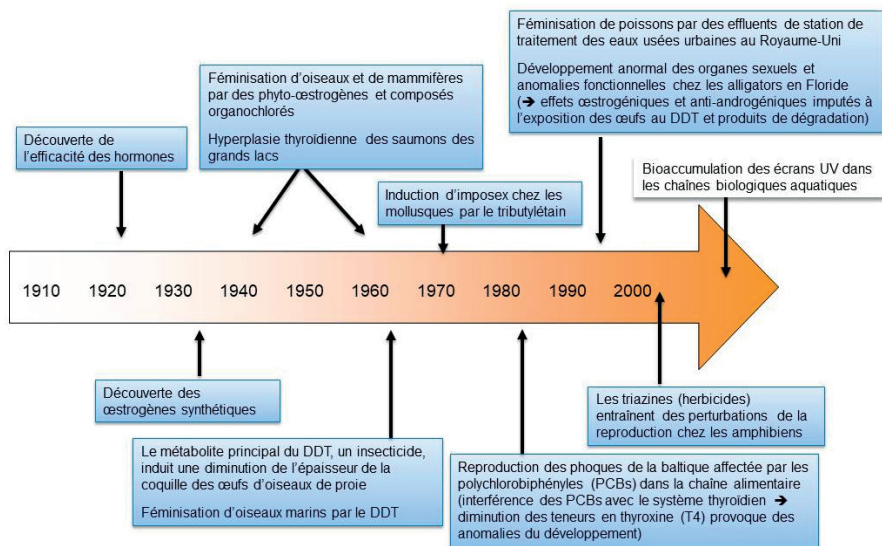 Féminisation de poissons par des effluents de station de
traitement des eaux usées urbaines au Royaume-Uni
Développement anormal des organes sexuels et
anomalies fonctionnelles chez les alligators en Floride
(➔ effets œstrogéniques et anti-androgéniques imputés à
l'exposition des œufs au DDT et produits de dégradation)
Féminisation d'oiseaux et de mammifères
par des phyto-œstrogènes et composés
organochlorés
Hyperplasie thyroïdienne des saumons des
grands lacs
Découverte de
l'efficacité des hormones
Bioaccumulation des écrans UV dans
les chaînes biologiques aquatiques
Induction d'imposex chez les
mollusques par le tributylétain
1910 1920 1930 1940 1950 1960 1970 1980 1990 2000
Découverte des
œstrogènes synthétiques
Les triazines (herbicides)
entraînent des perturbations de la
reproduction chez les amphibiens
Le métabolite principal du DDT, un insecticide,
induit une diminution de l'épaisseur de la
coquille des œufs d'oiseaux de proie
Féminisation d'oiseaux marins par le DDT
Reproduction des phoques de la baltique affectée par les
polychlorobiphényles (PCBs) dans la chaîne alimentaire
(interférence des PCBs avec le système thyroïdien ➔
diminution des teneurs en thyroxine (T4) provoque des
anomalies du développement)